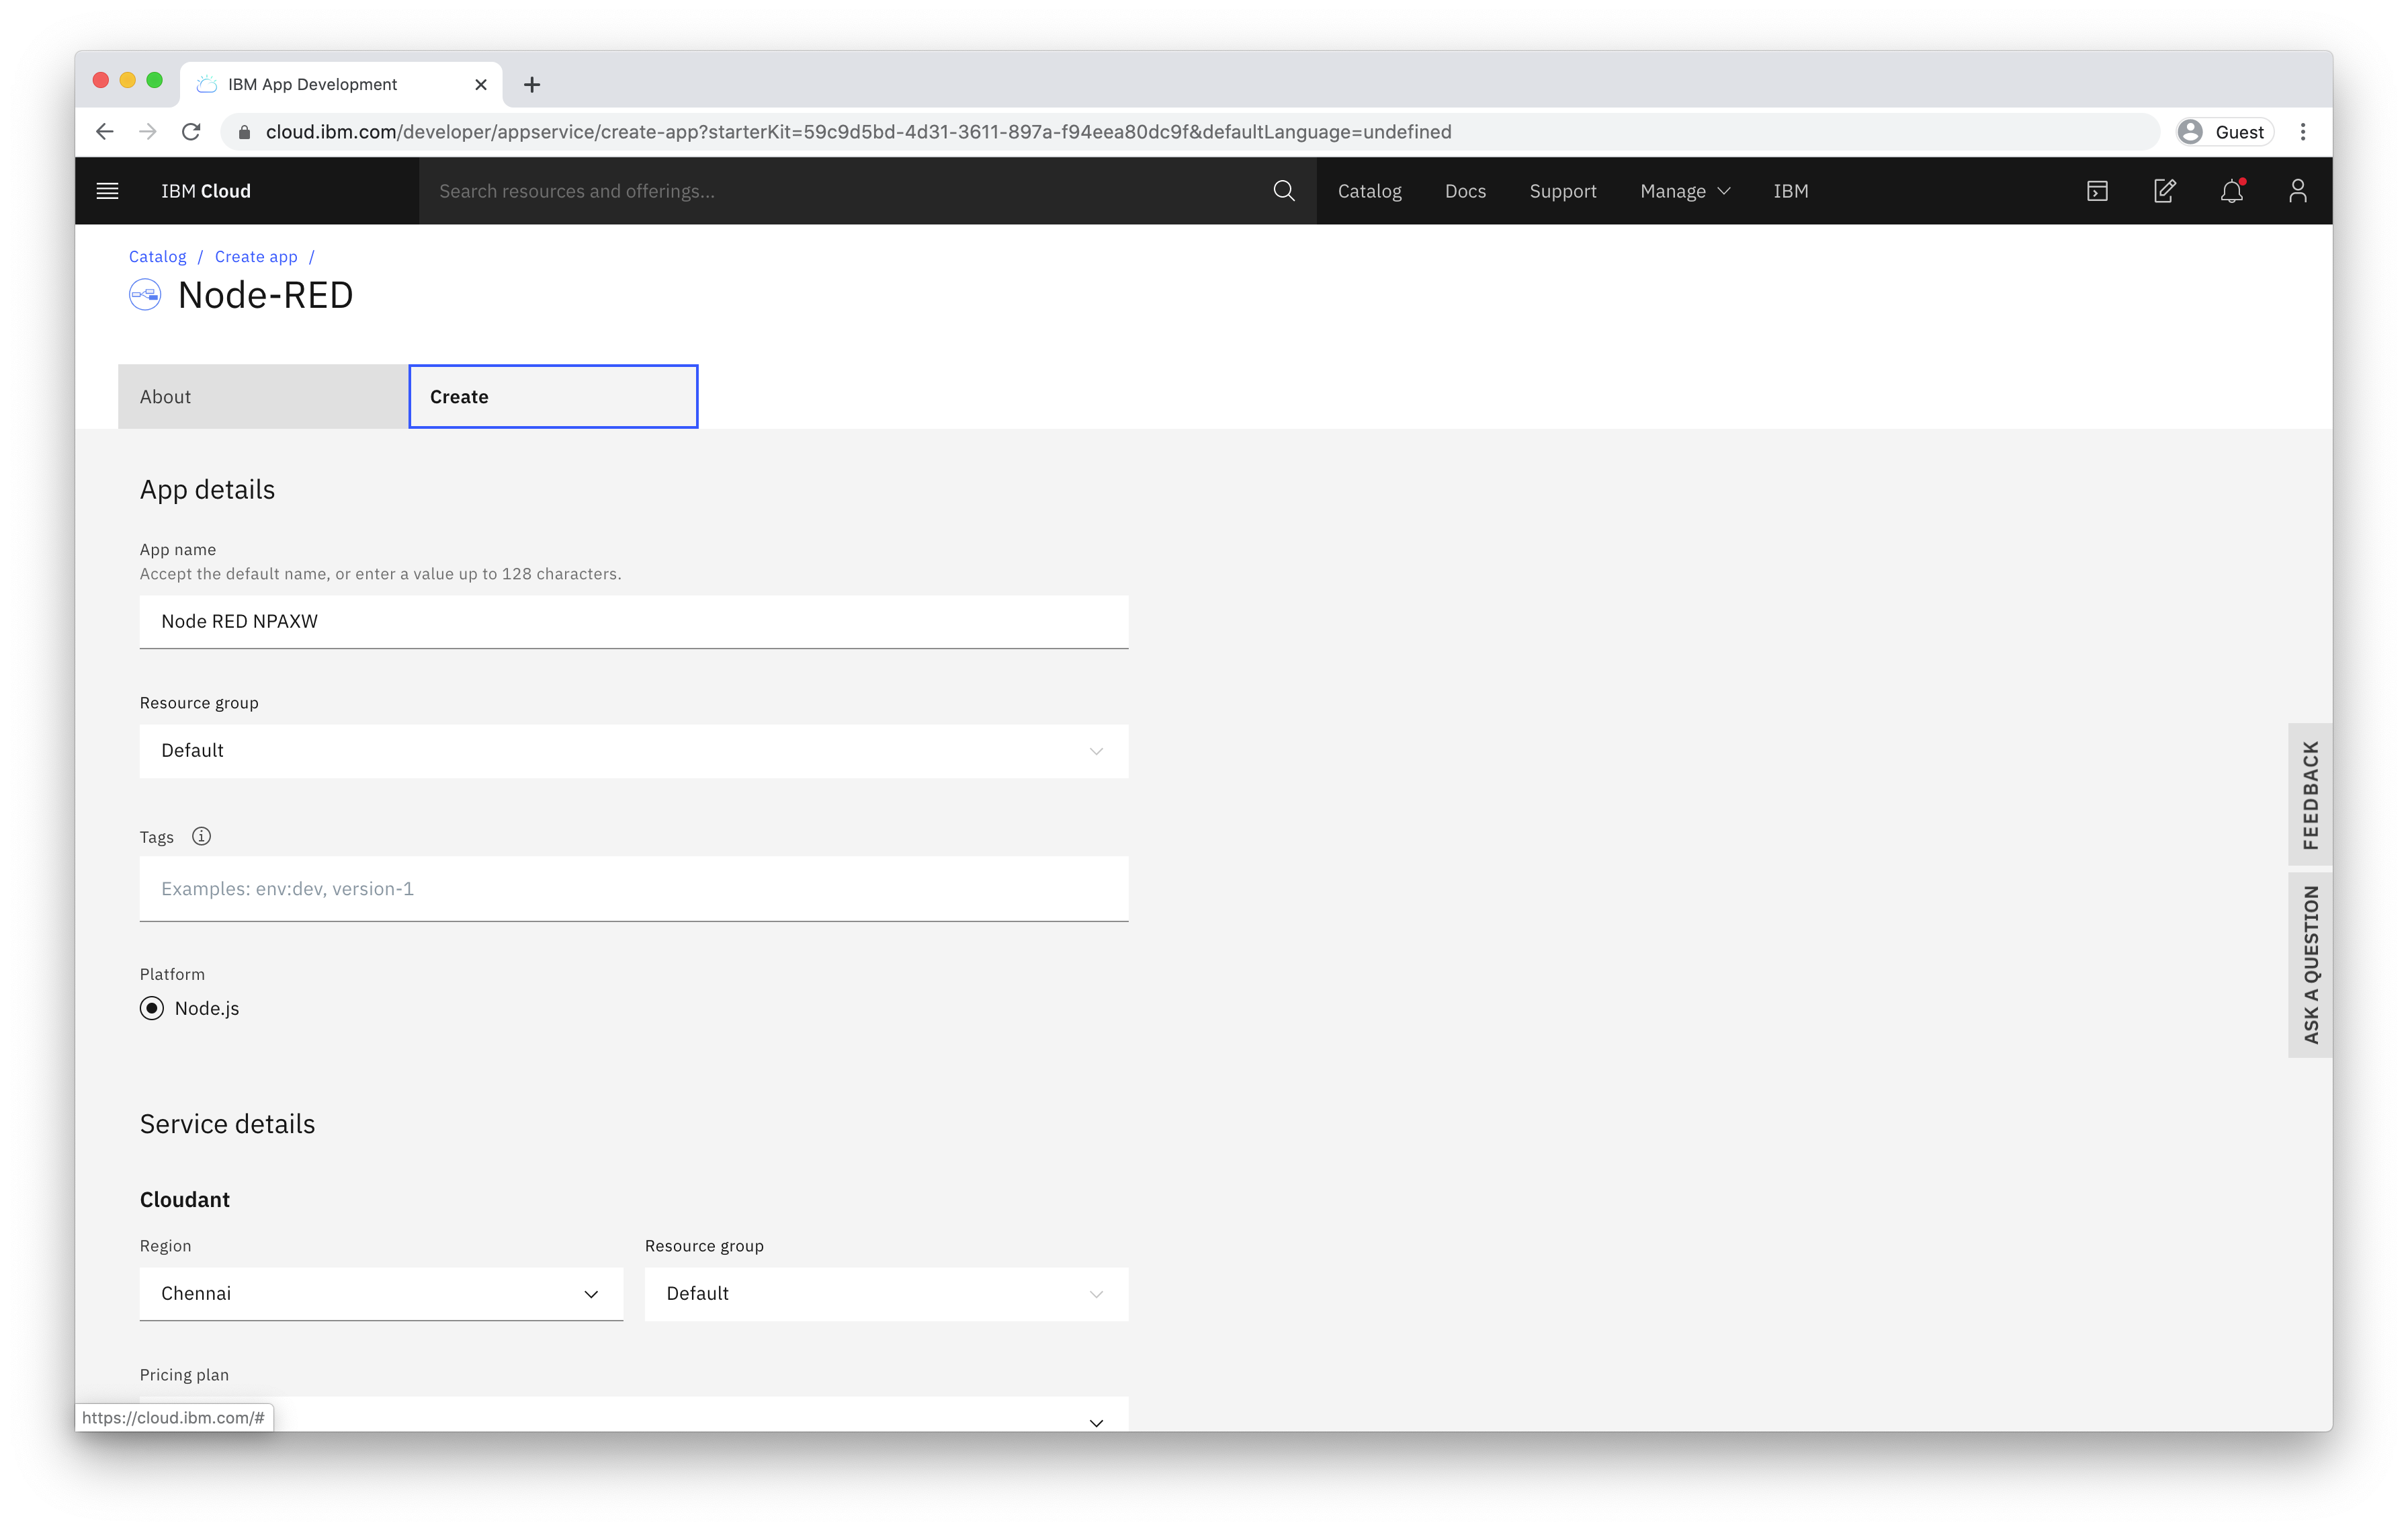 IBM App Development
cloud.ibm.com/developer/appservice/create-app?starterKit=59c9d5bd-4d31-3611-897a-f94eea80dc9f&defaultLanguage=undefined
Guest
IBM Cloud
Search resources and offerings...
Catalog
Docs
Support
Manage
IBM
Catalog / Create app /
Node-RED
About
Create
App details
App name
Accept the default name, or enter a value up to 128 characters.
Node RED NPAXW
Resource group
Default
Tags
Examples: env:dev, version-1
Platform
Node.js
Service details
Cloudant
Region
Resource group
Chennai
Default
Pricing plan
https://cloud.ibm.com/#
FEEDBACK
ASK A QUESTION